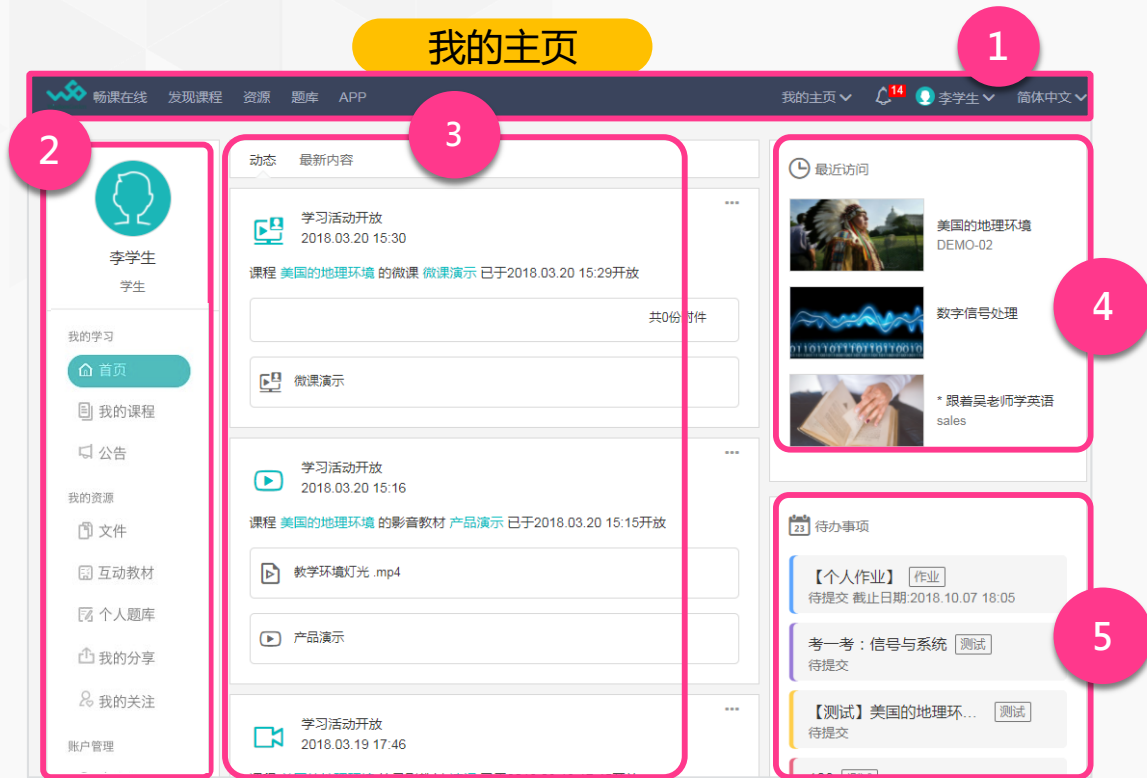 我的主页
1
畅课在线 发现课程 资源 题库 APP 我的主页 14 李学生 简体中文
2
李学生
学生
我的学习
首页
我的课程
公告
我的资源
文件
互动教材
个人题库
我的分享
我的关注
账户管理
3
动态 最新内容
学习活动开放
2018.03.20 15:30
课程 美国的地理环境 的微课 微课演示 已于2018.03.20 15:29开放
共0份附件
微课演示
学习活动开放
2018.03.20 15:16
课程 美国的地理环境 的影音教材 产品演示 已于2018.03.20 15:15开放
教学环境灯光 .mp4
产品演示
学习活动开放
2018.03.19 17:46
最近访问
美国的地理环境
DEMO-02
数字信号处理
* 跟着吴老师学英语
sales
4
23 待办事项
【个人作业】 作业
待提交 截止日期:2018.10.07 18:05
考一考：信号与系统 测试
待提交
【测试】美国的地理环... 测试
待提交
5